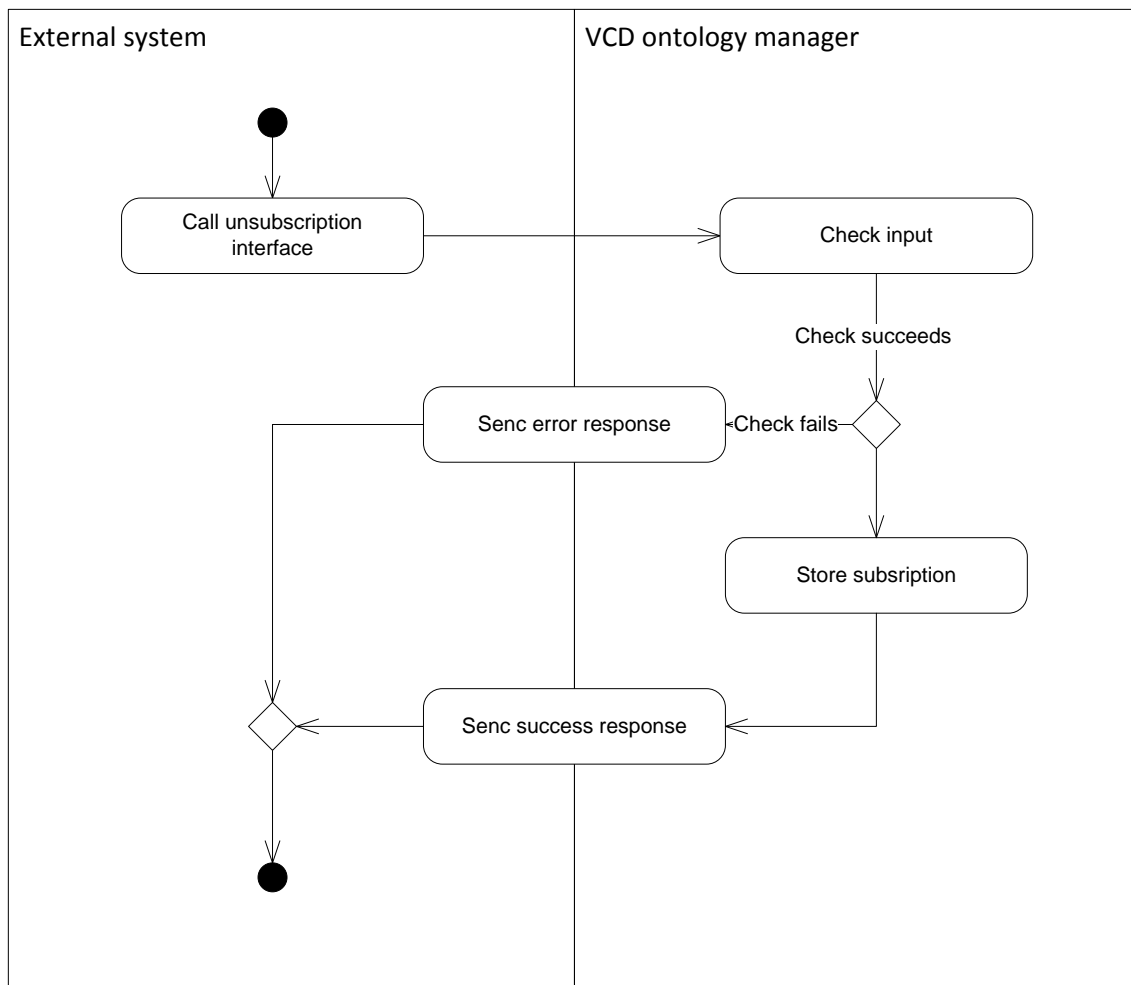 External system
VCD ontology manager
Call unsubscription
interface
Check input
Check succeeds
Senc error response
Check fails
Store subsription
Senc success response